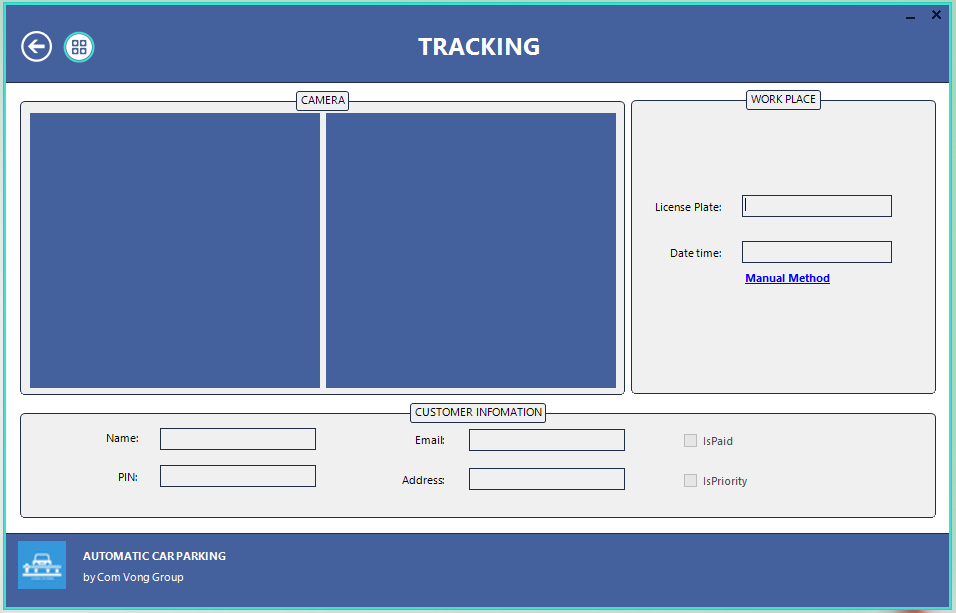 TRACKING
CAMERA
WORK PLACE
License Plate:
Date time:
Manual Method
CUSTOMER INFOMATION
Name:
Email:
IsPaid
PIN:
Address:
IsPriority
AUTOMATIC CAR PARKING
by Com Vong Group